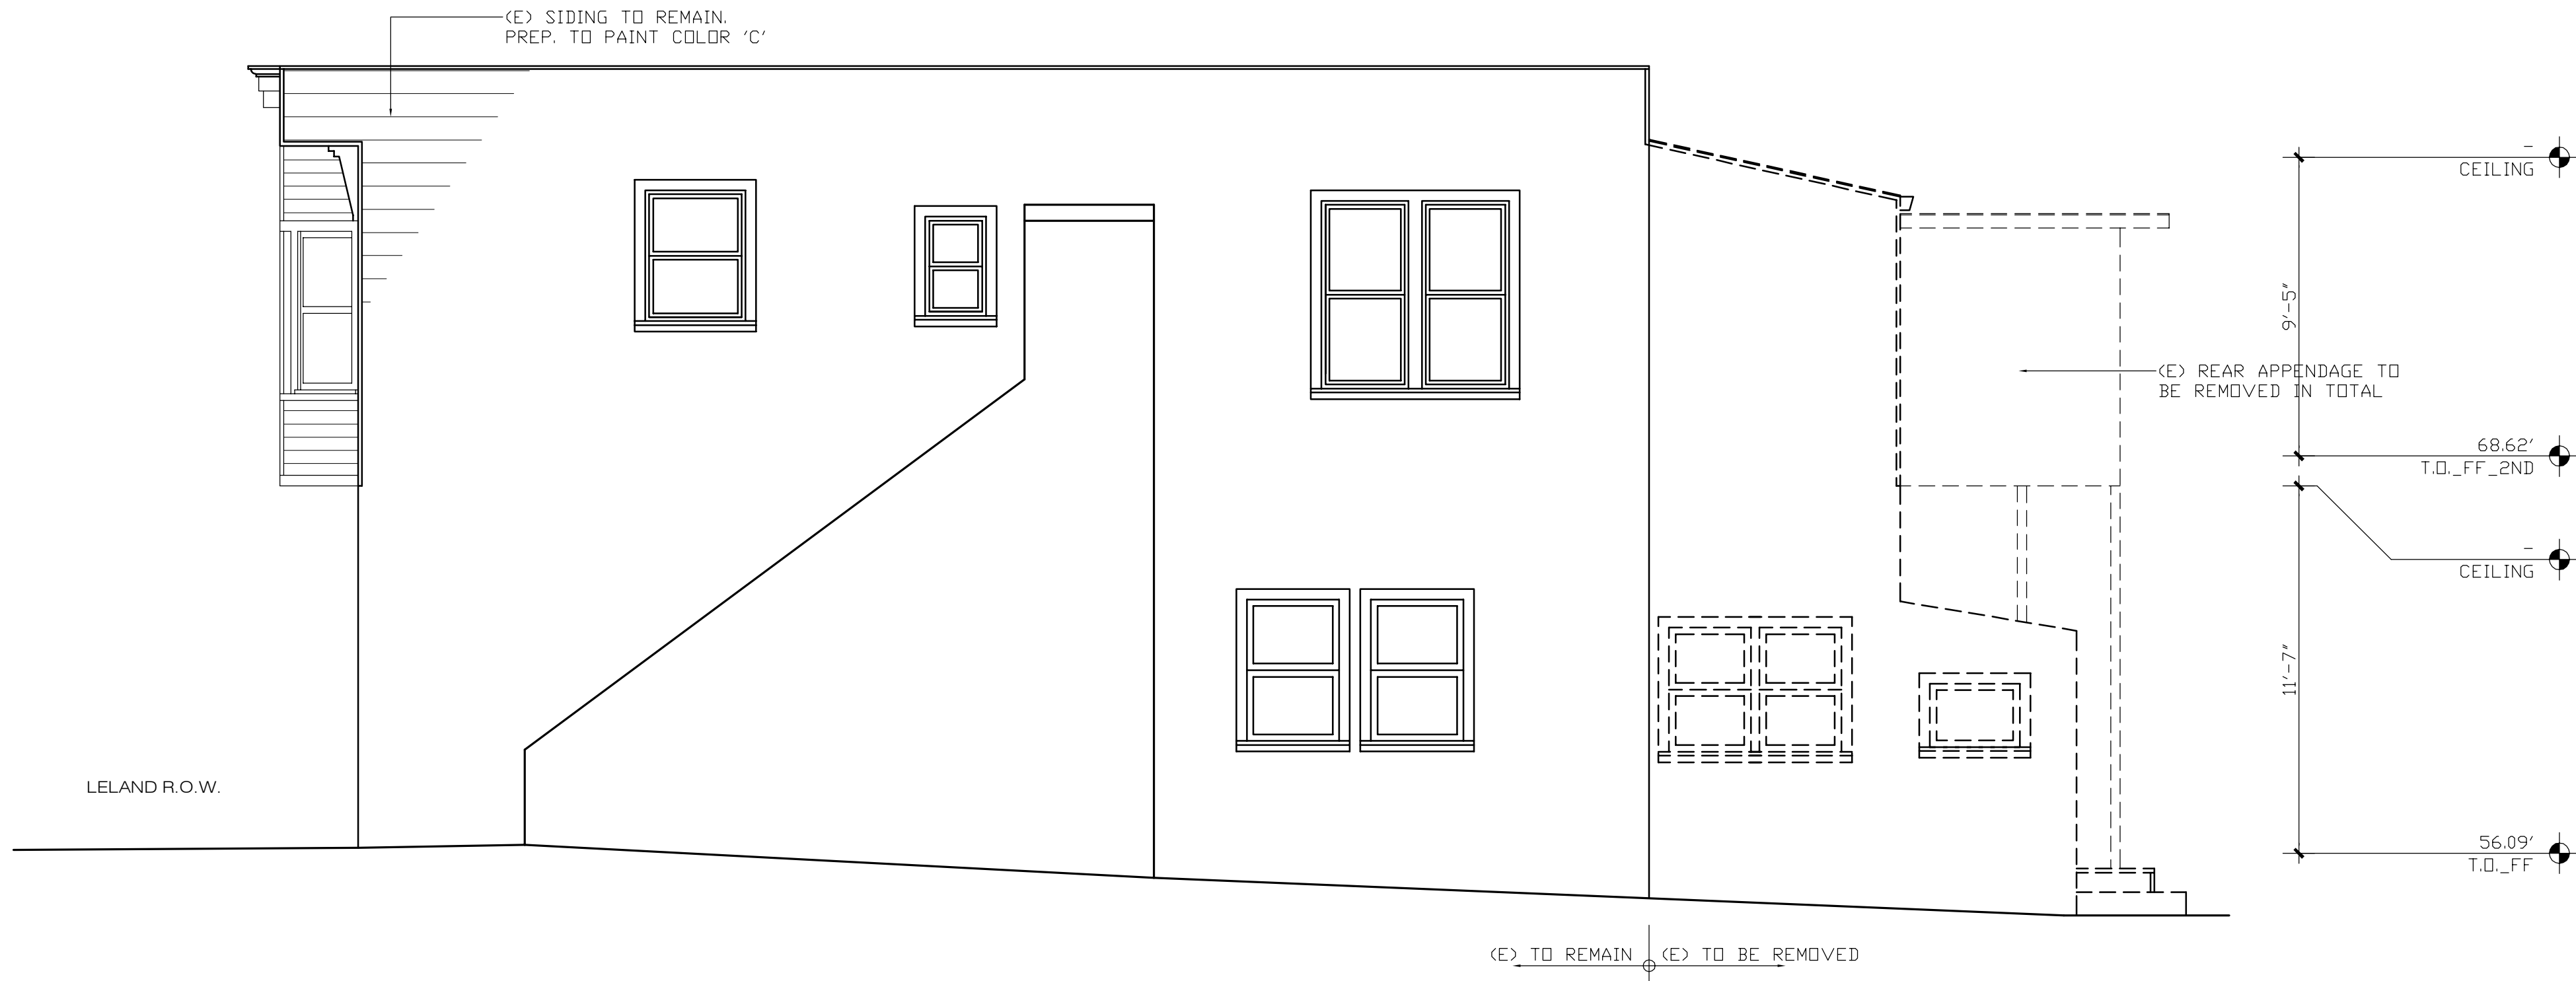 (E) SIDING TO REMAIN.
PREP. TO PAINT COLOR 'C'
-
CEILING
9'-5"
(E) REAR APPENDAGE TO
BE REMOVED IN TOTAL
68.62'
T.O._FF_2ND
-
CEILING
11'-7"
LELAND R.O.W.
56.09'
T.O._FF
(E) TO REMAIN
(E) TO BE REMOVED